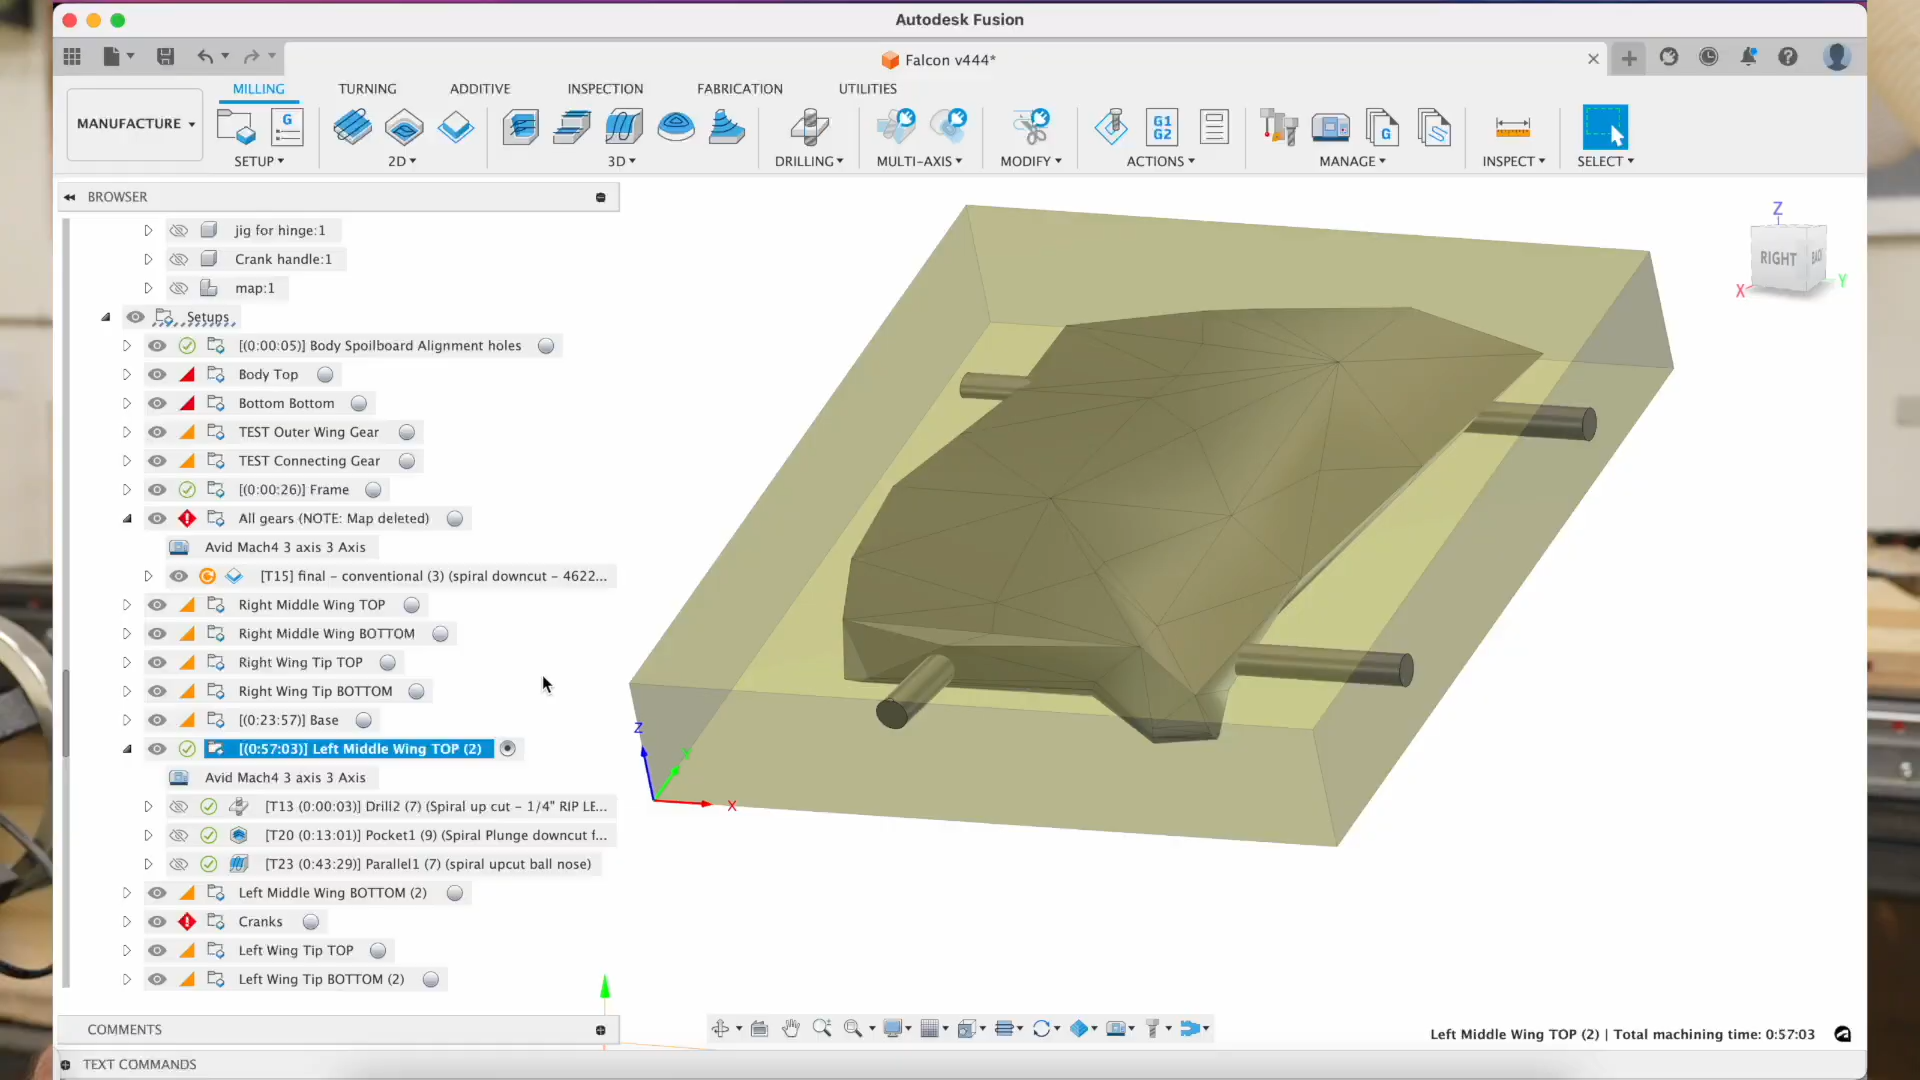 Autodesk Fusion
Falcon v444*
MILLING TURNING ADDITIVE INSPECTION FABRICATION UTILITIES
MANUFACTURE
G
G1
G2
G
SETUP 2D 3D DRILLING MULTI-AXIS MODIFY ACTIONS MANAGE INSPECT SELECT
BROWSER
jig for hinge:1
Crank handle:1
map:1
Setups
[(0:00:05)] Body Spoilboard Alignment holes
Body Top
Bottom Bottom
TEST Outer Wing Gear
TEST Connecting Gear
[(0:00:26)] Frame
All gears (NOTE: Map deleted)
Avid Mach4 3 axis 3 Axis
[T15] final - conventional (3) (spiral downcut - 4622...
Right Middle Wing TOP
Right Middle Wing BOTTOM
Right Wing Tip TOP
Right Wing Tip BOTTOM
[(0:23:57)] Base
[(0:57:03)] Left Middle Wing TOP (2)
Avid Mach4 3 axis 3 Axis
[T13 (0:00:03)] Drill2 (7) (Spiral up cut - 1/4" RIP LE...
[T20 (0:13:01)] Pocket1 (9) (Spiral Plunge downcut f...
[T23 (0:43:29)] Parallel1 (7) (spiral upcut ball nose)
Left Middle Wing BOTTOM (2)
Cranks
Left Wing Tip TOP
Left Wing Tip BOTTOM (2)
COMMENTS
TEXT COMMANDS
Z
RIGHT
BACK
X
Y
Z
Y
X
Left Middle Wing TOP (2) | Total machining time: 0:57:03